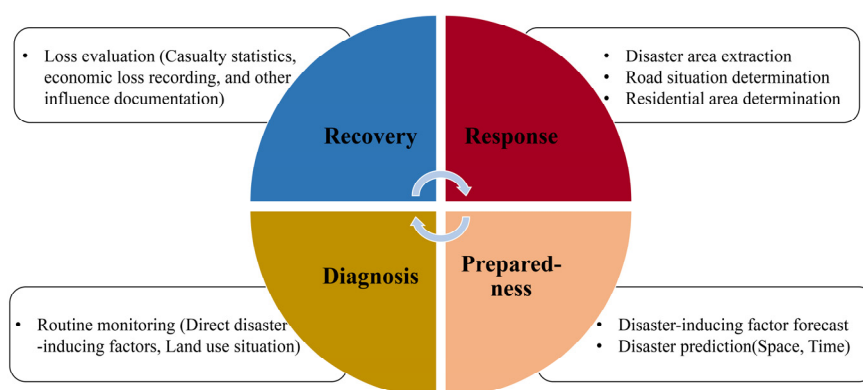 • Loss evaluation (Casualty statistics,
economic loss recording, and other
influence documentation)
• Disaster area extraction
• Road situation determination
• Residential area determination
Recovery
Response
Diagnosis
Prepared-
ness
• Routine monitoring (Direct disaster
-inducing factors, Land use situation)
• Disaster-inducing factor forecast
• Disaster prediction(Space, Time)